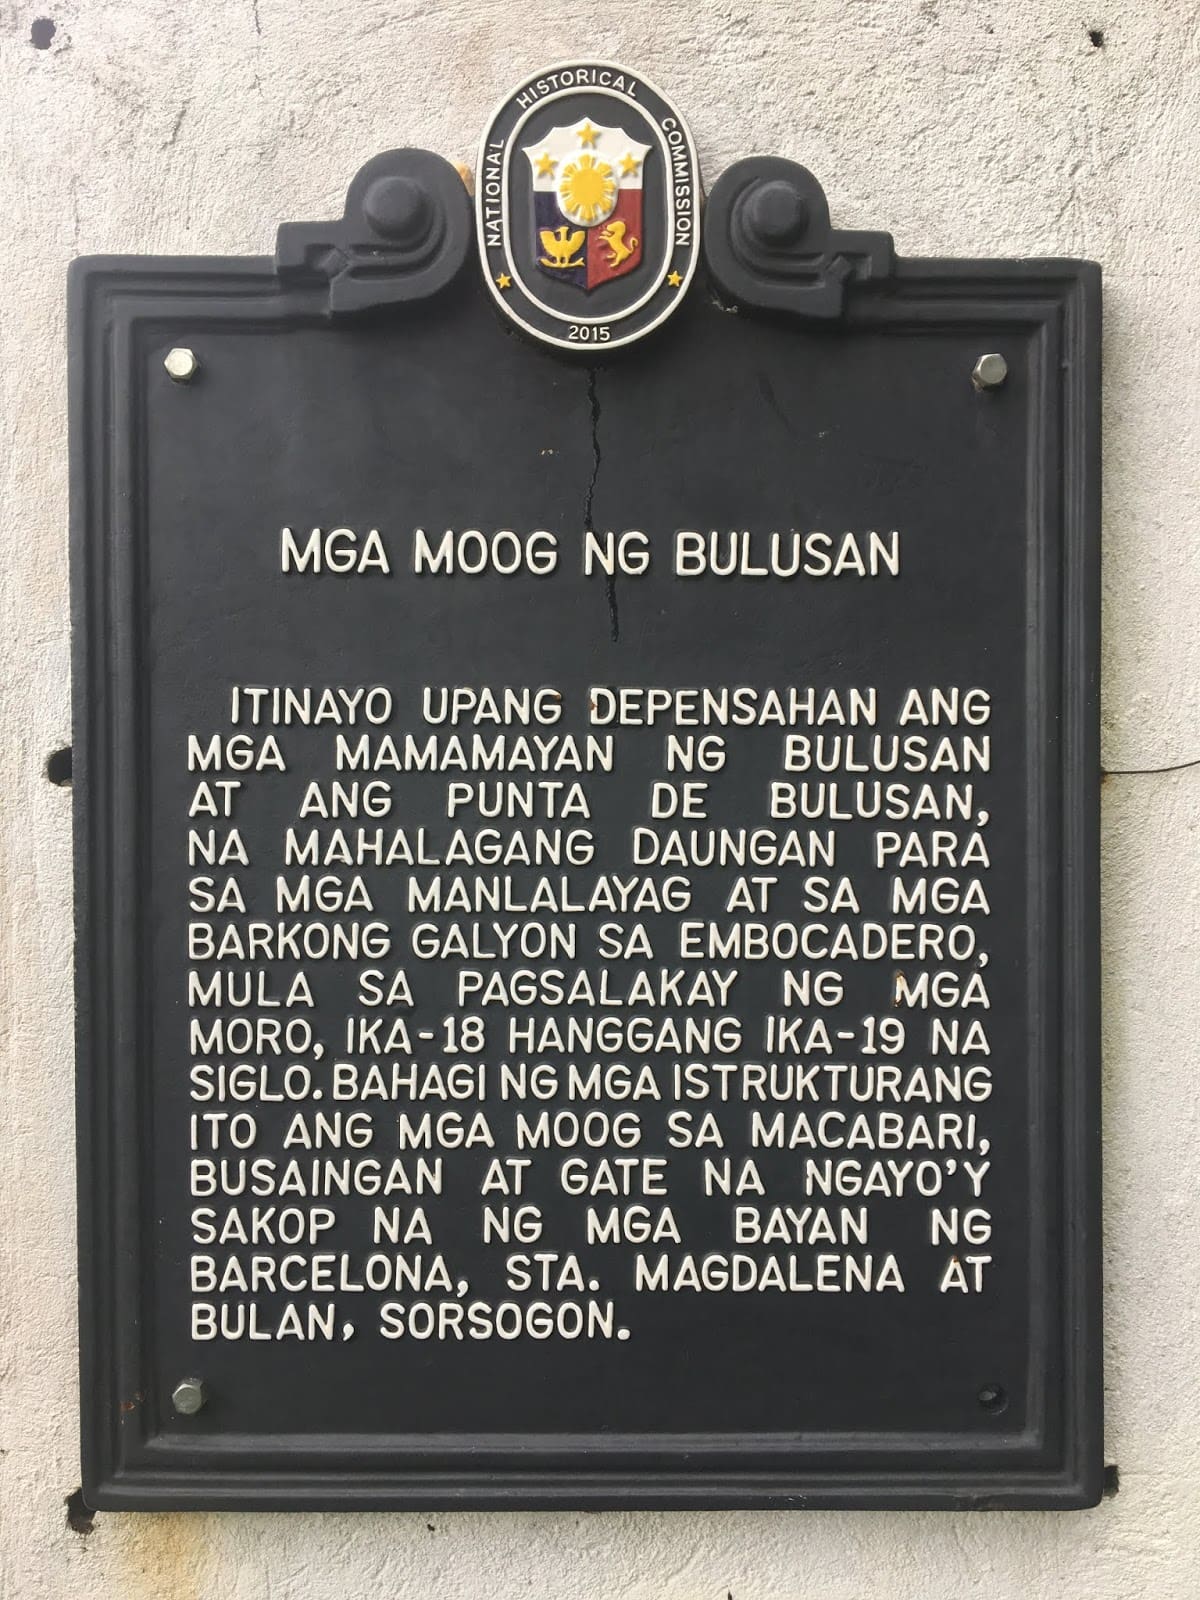 NATIONAL HISTORICAL COMMISSION
2015
MGA MOOG NG BULUSAN
ITINAYO UPANG DEPENSAHAN ANG
MGA MAMAMAYAN NG BULUSAN
AT ANG PUNTA DE BULUSAN,
NA MAHALAGANG DAUNGAN PARA
SA MGA MANLALAYAG AT SA MGA
BARKONG GALYON SA EMBOCADERO,
MULA SA PAGSALAKAY NG MGA
MORO, IKA-18 HANGGANG IKA-19 NA
SIGLO. BAHAGI NG MGA ISTRUKTURANG
ITO ANG MGA MOOG SA MACABARI,
BUSAINGAN AT GATE NA NGAYO'Y
SAKOP NA NG MGA BAYAN NG
BARCELONA, STA. MAGDALENA AT
BULAN, SORSOGON.